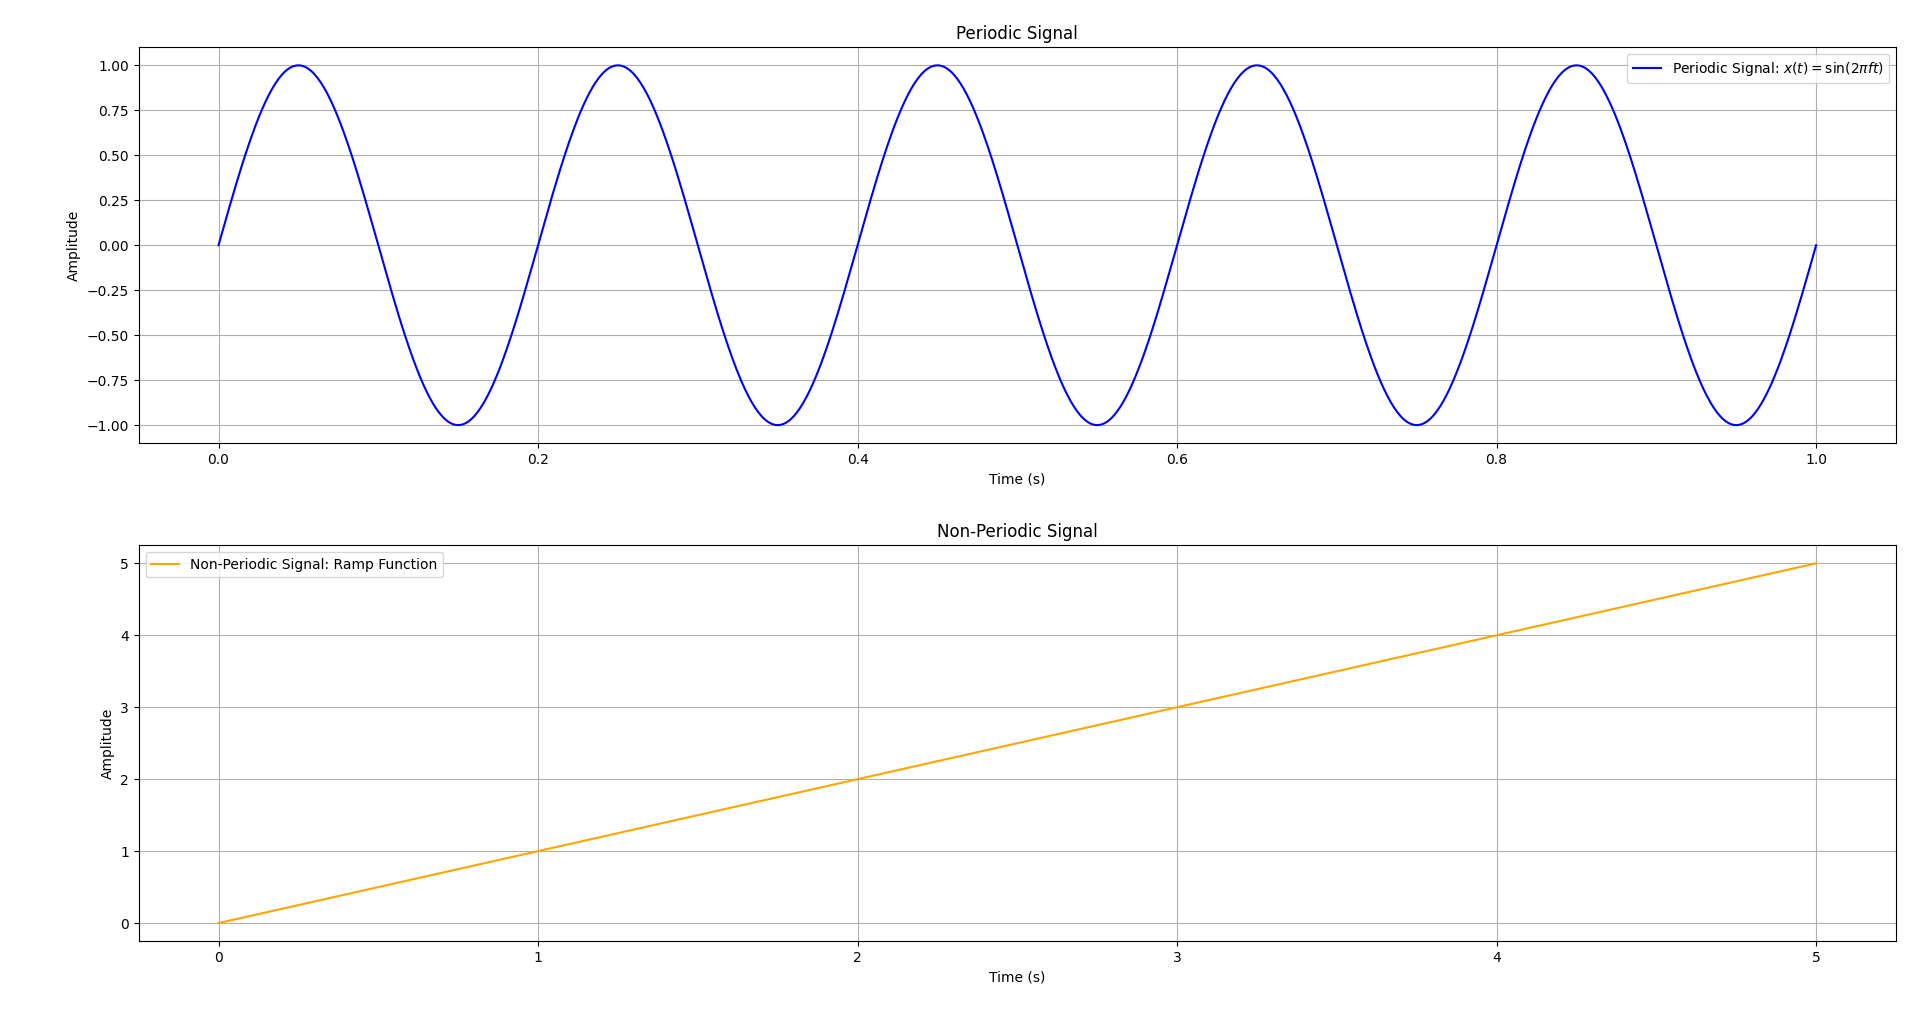 Periodic Signal
Periodic Signal: x(t) = sin(2πft)
1.00
0.75
0.50
0.25
0.00
−0.25
−0.50
−0.75
−1.00
Amplitude
0.0 0.2 0.4 0.6 0.8 1.0
Time (s)
Non-Periodic Signal
Non-Periodic Signal: Ramp Function
5
4
3
2
1
0
Amplitude
0 1 2 3 4 5
Time (s)